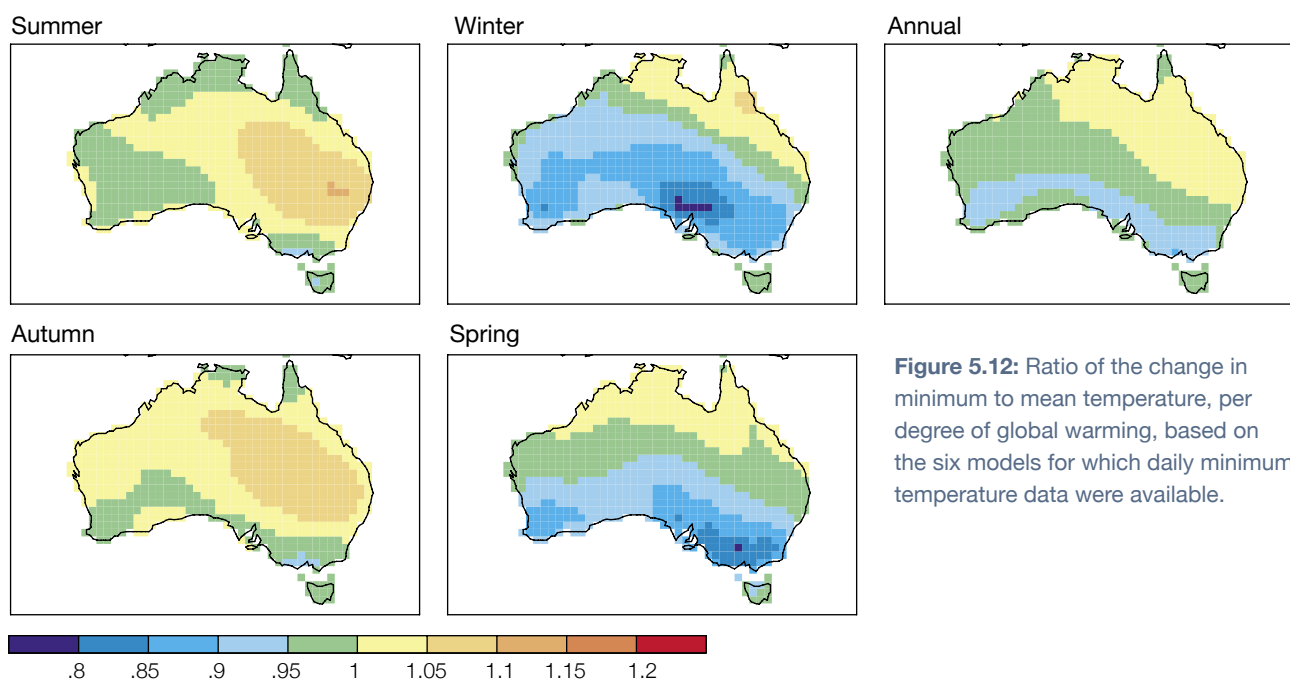 Summer
Winter
Annual
Autumn
Spring
Figure 5.12: Ratio of the change in
minimum to mean temperature, per
degree of global warming, based on
the six models for which daily minimum
temperature data were available.
.8 .85 .9 .95 1 1.05 1.1 1.15 1.2